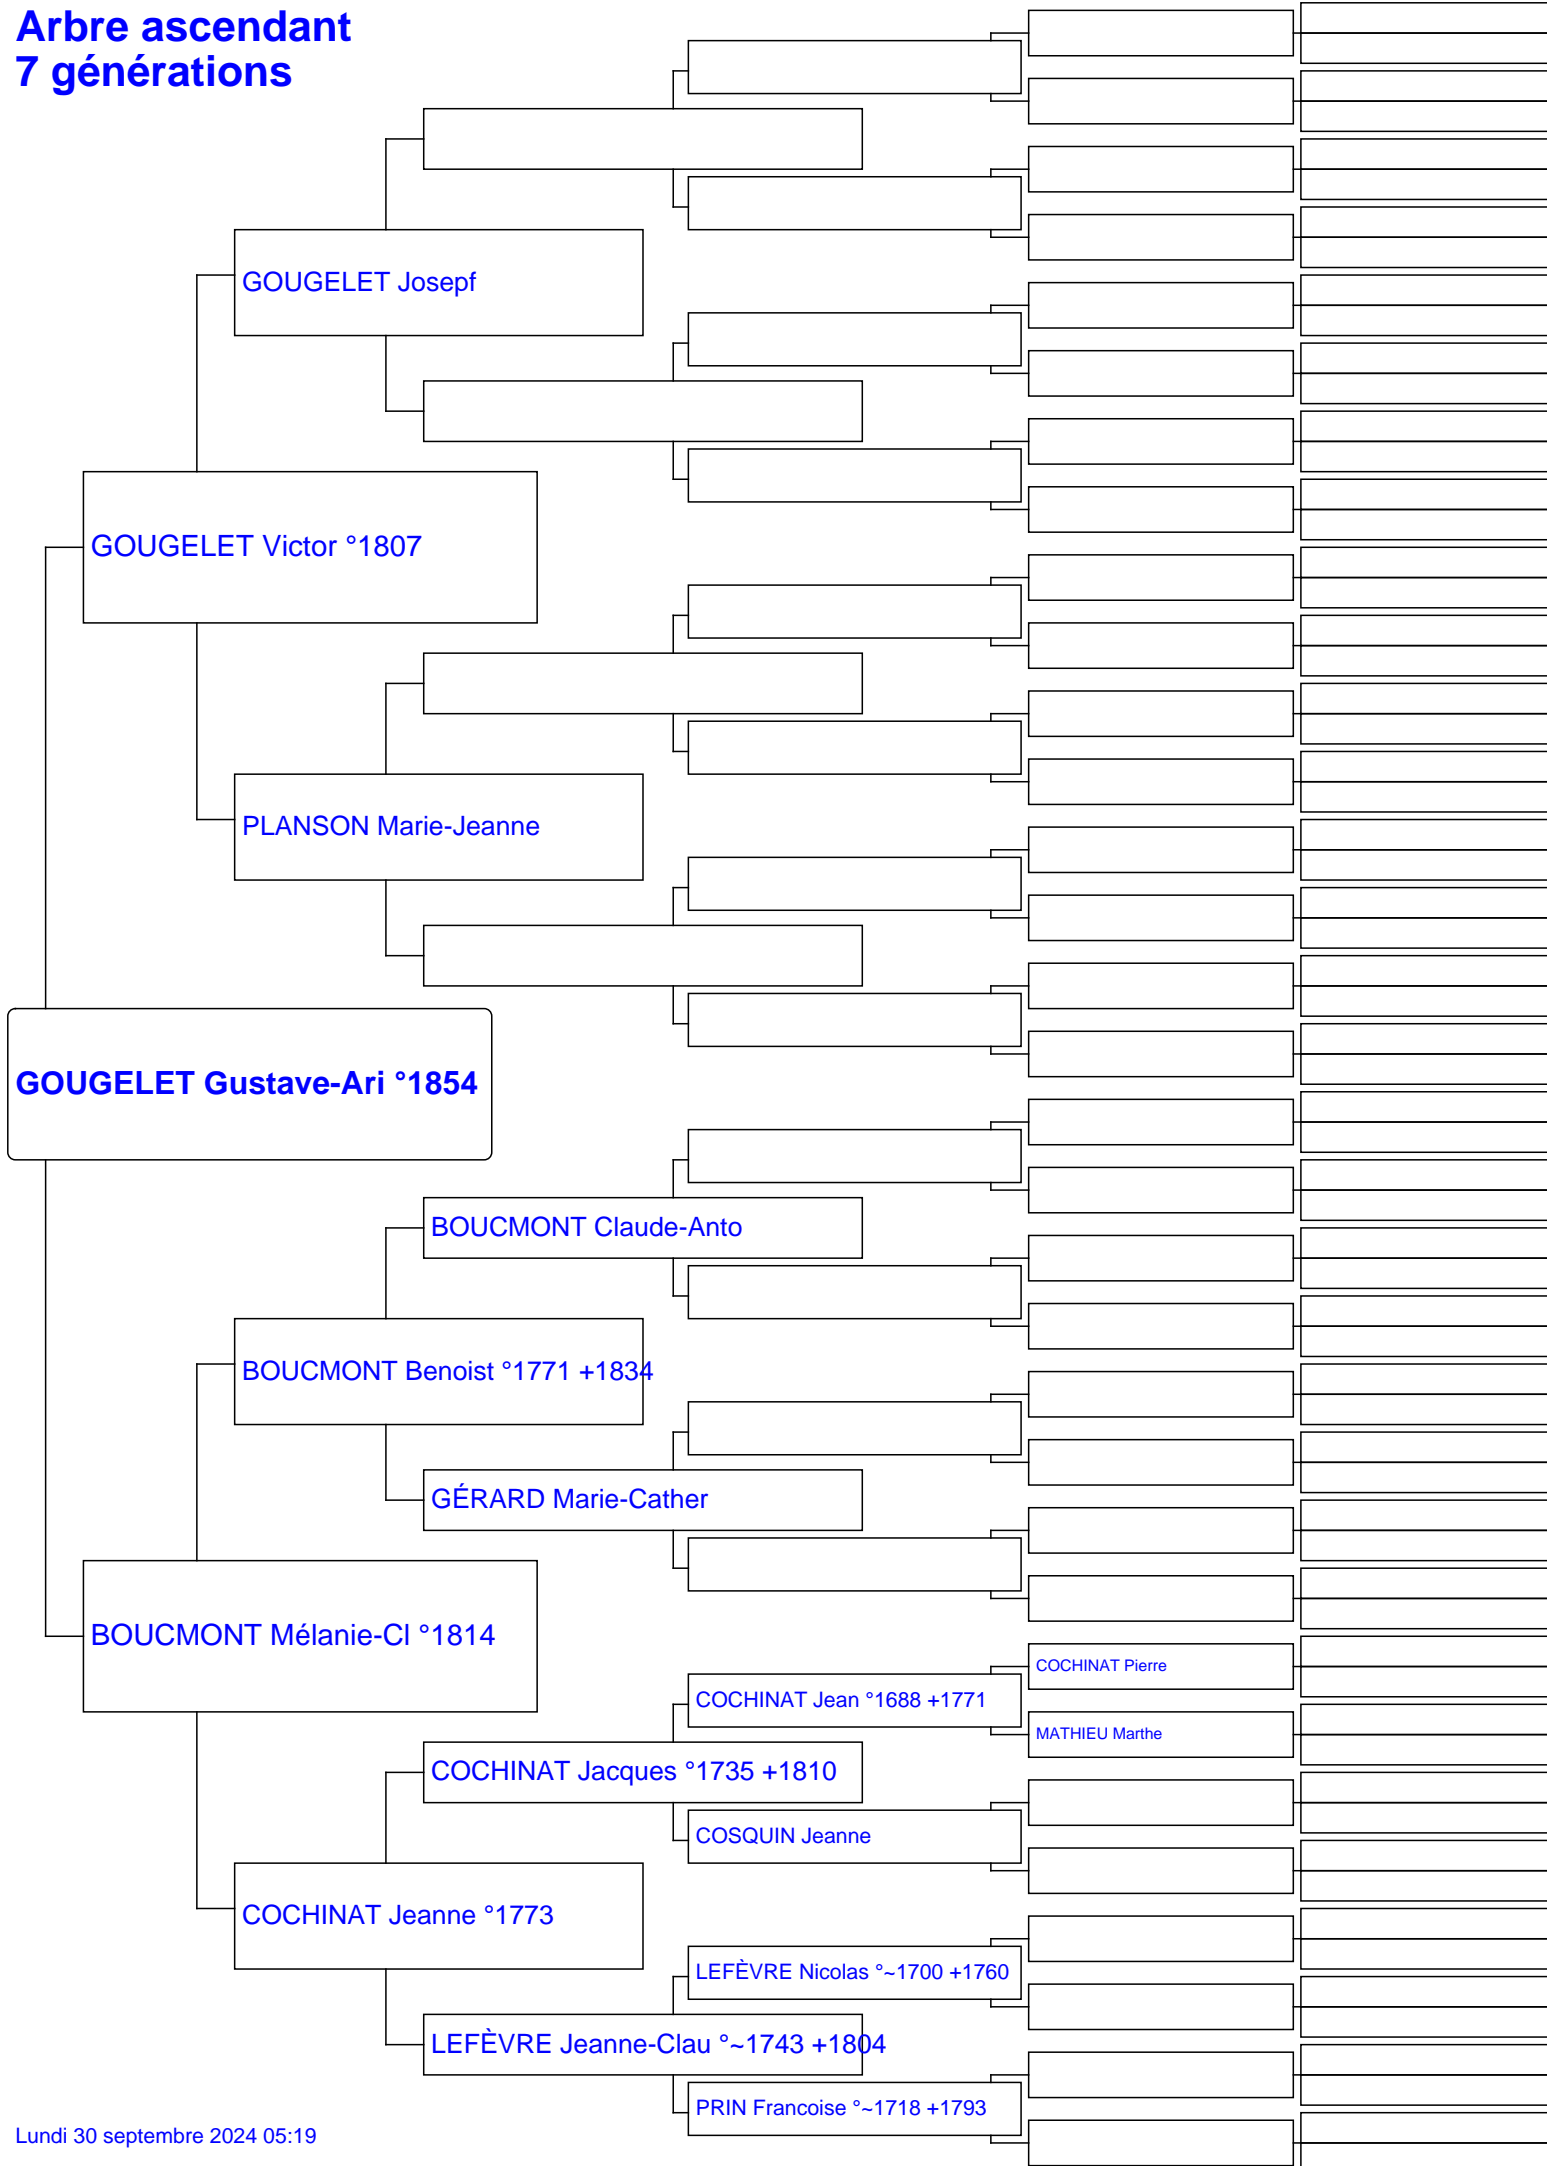 Arbre ascendant
7 générations
GOUGELET Josepf
GOUGELET Victor °1807
PLANSON Marie-Jeanne
GOUGELET Gustave-Ari °1854
BOUCMONT Claude-Anto
BOUCMONT Benoist °1771 +1834
GÉRARD Marie-Cather
BOUCMONT Mélanie-Cl °1814
COCHINAT Pierre
COCHINAT Jean °1688 +1771
MATHIEU Marthe
COCHINAT Jacques °1735 +1810
COSQUIN Jeanne
COCHINAT Jeanne °1773
LEFÈVRE Nicolas °~1700 +1760
LEFÈVRE Jeanne-Clau °~1743 +1804
PRIN Francoise °~1718 +1793
Lundi 30 septembre 2024 05:19